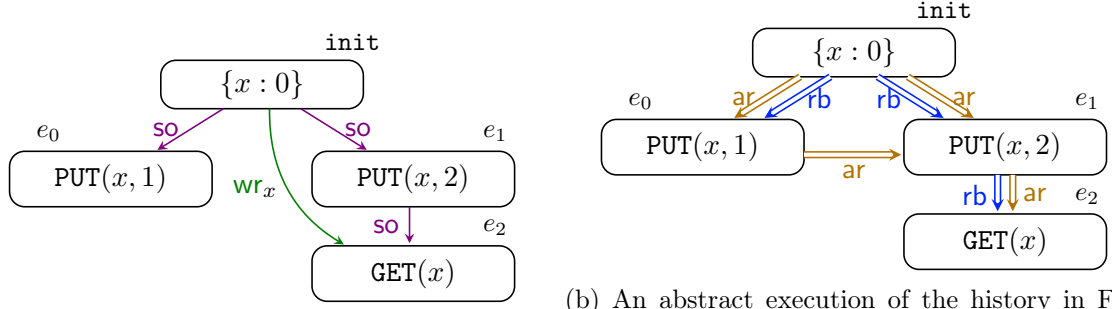 init
{x : 0}
so
so
e₀
e₁
PUT(x, 1)
PUT(x, 2)
wrₓ
so
e₂
GET(x)
init
{x : 0}
ar
rb
rb
ar
e₀
e₁
PUT(x, 1)
PUT(x, 2)
ar
rb
ar
e₂
GET(x)
(b) An abstract execution of the history in F